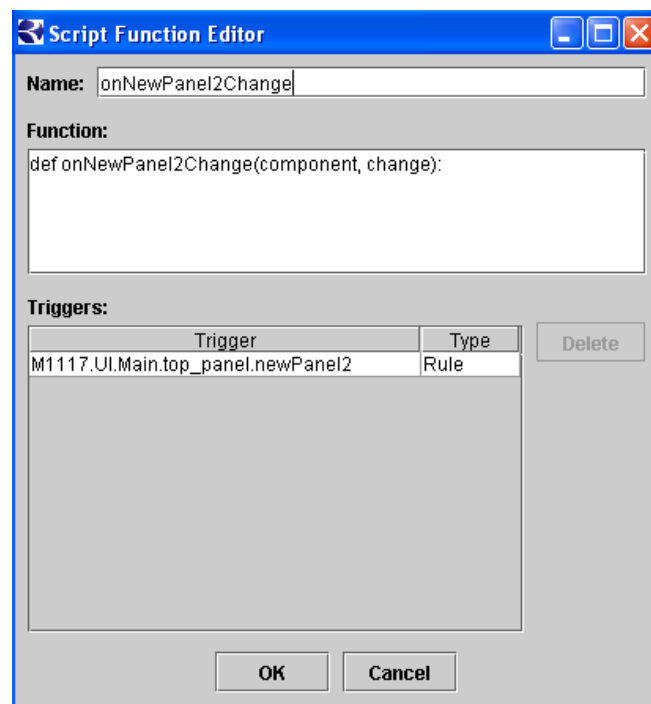 Script Function Editor
Name: onNewPanel2Change
Function:
def onNewPanel2Change(component, change):
Triggers:
Trigger Type
M1117.UI.Main.top_panel.newPanel2 Rule
Delete
OK Cancel